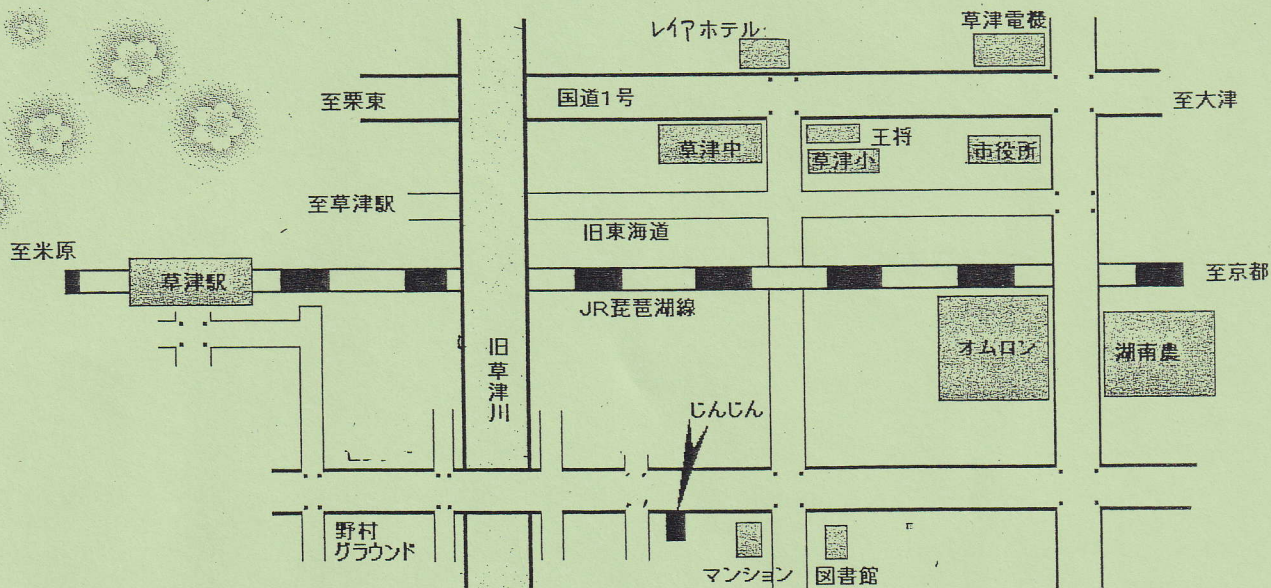 レイアホテル
草津電機
至栗東
国道1号
至大津
草津中
王将
草津小
市役所
至草津駅
旧東海道
至米原
草津駅
至京都
JR琵琶湖線
旧草津川
オムロン
湖南農
じんじん
野村
グラウンド
マンション
図書館